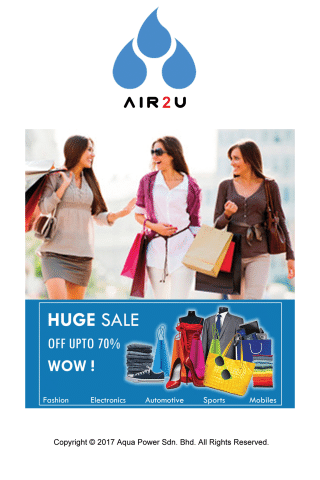 AIR2U
HUGE SALE
OFF UPTO 70%
WOW !
Fashion Electronics Automotive Sports Mobiles
Copyright © 2017 Aqua Power Sdn. Bhd. All Rights Reserved.